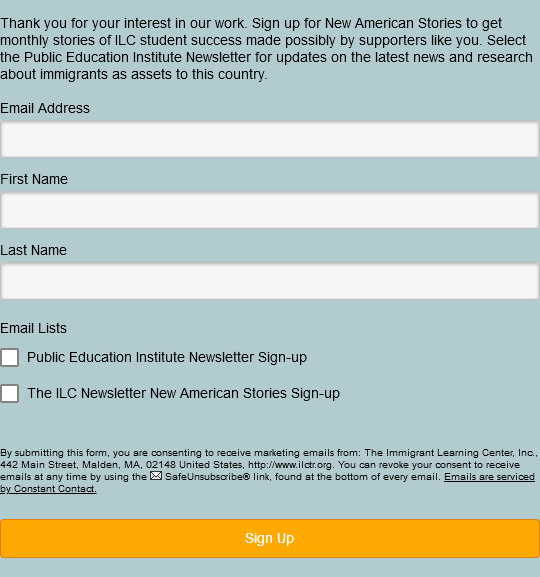 Thank you for your interest in our work. Sign up for New American Stories to get
monthly stories of ILC student success made possibly by supporters like you. Select
the Public Education Institute Newsletter for updates on the latest news and research
about immigrants as assets to this country.
Email Address
First Name
Last Name
Email Lists
Public Education Institute Newsletter Sign-up
The ILC Newsletter New American Stories Sign-up
By submitting this form, you are consenting to receive marketing emails from: The Immigrant Learning Center, Inc.,
442 Main Street, Malden, MA, 02148 United States, http://www.ilctr.org. You can revoke your consent to receive
emails at any time by using the SafeUnsubscribe® link, found at the bottom of every email. Emails are serviced
by Constant Contact.
Sign Up